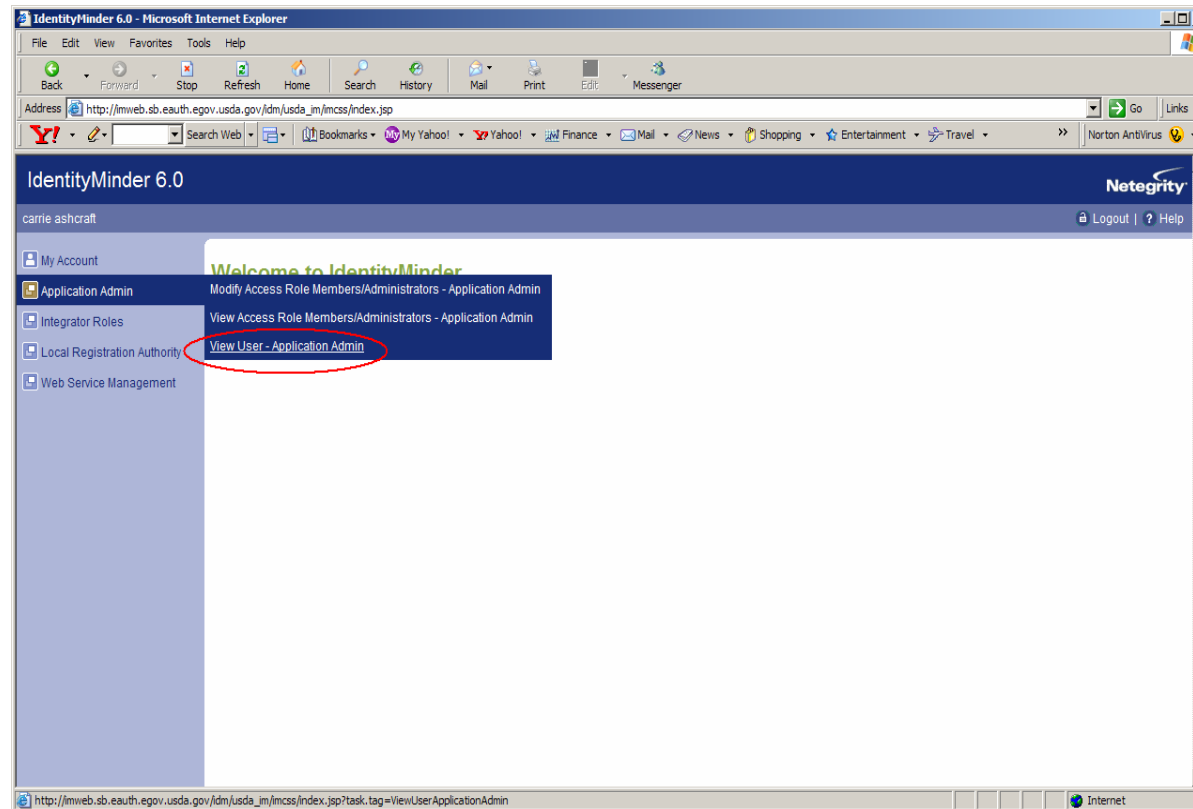 IdentityMinder 6.0 - Microsoft Internet Explorer
File Edit View Favorites Tools Help
Back Forward Stop Refresh Home Search History Mail Print Edit Messenger
Address http://imweb.sb.eauth.egov.usda.gov/idm/usda_im/imcss/index.jsp Go Links
Y! Search Web Bookmarks My Yahoo! Yahoo! Finance Mail News Shopping Entertainment Travel » Norton AntiVirus
IdentityMinder 6.0
Netegrity
carrie ashcraft
Logout | ? Help
My Account
Welcome to IdentityMinder
Application Admin
Modify Access Role Members/Administrators - Application Admin
Integrator Roles
View Access Role Members/Administrators - Application Admin
Local Registration Authority
View User - Application Admin
Web Service Management
http://imweb.sb.eauth.egov.usda.gov/idm/usda_im/imcss/index.jsp?task.tag=ViewUserApplicationAdmin
Internet